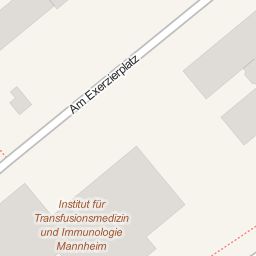 Am Exerzierplatz
Institut für
Transfusionsmedizin
und Immunologie
Mannheim